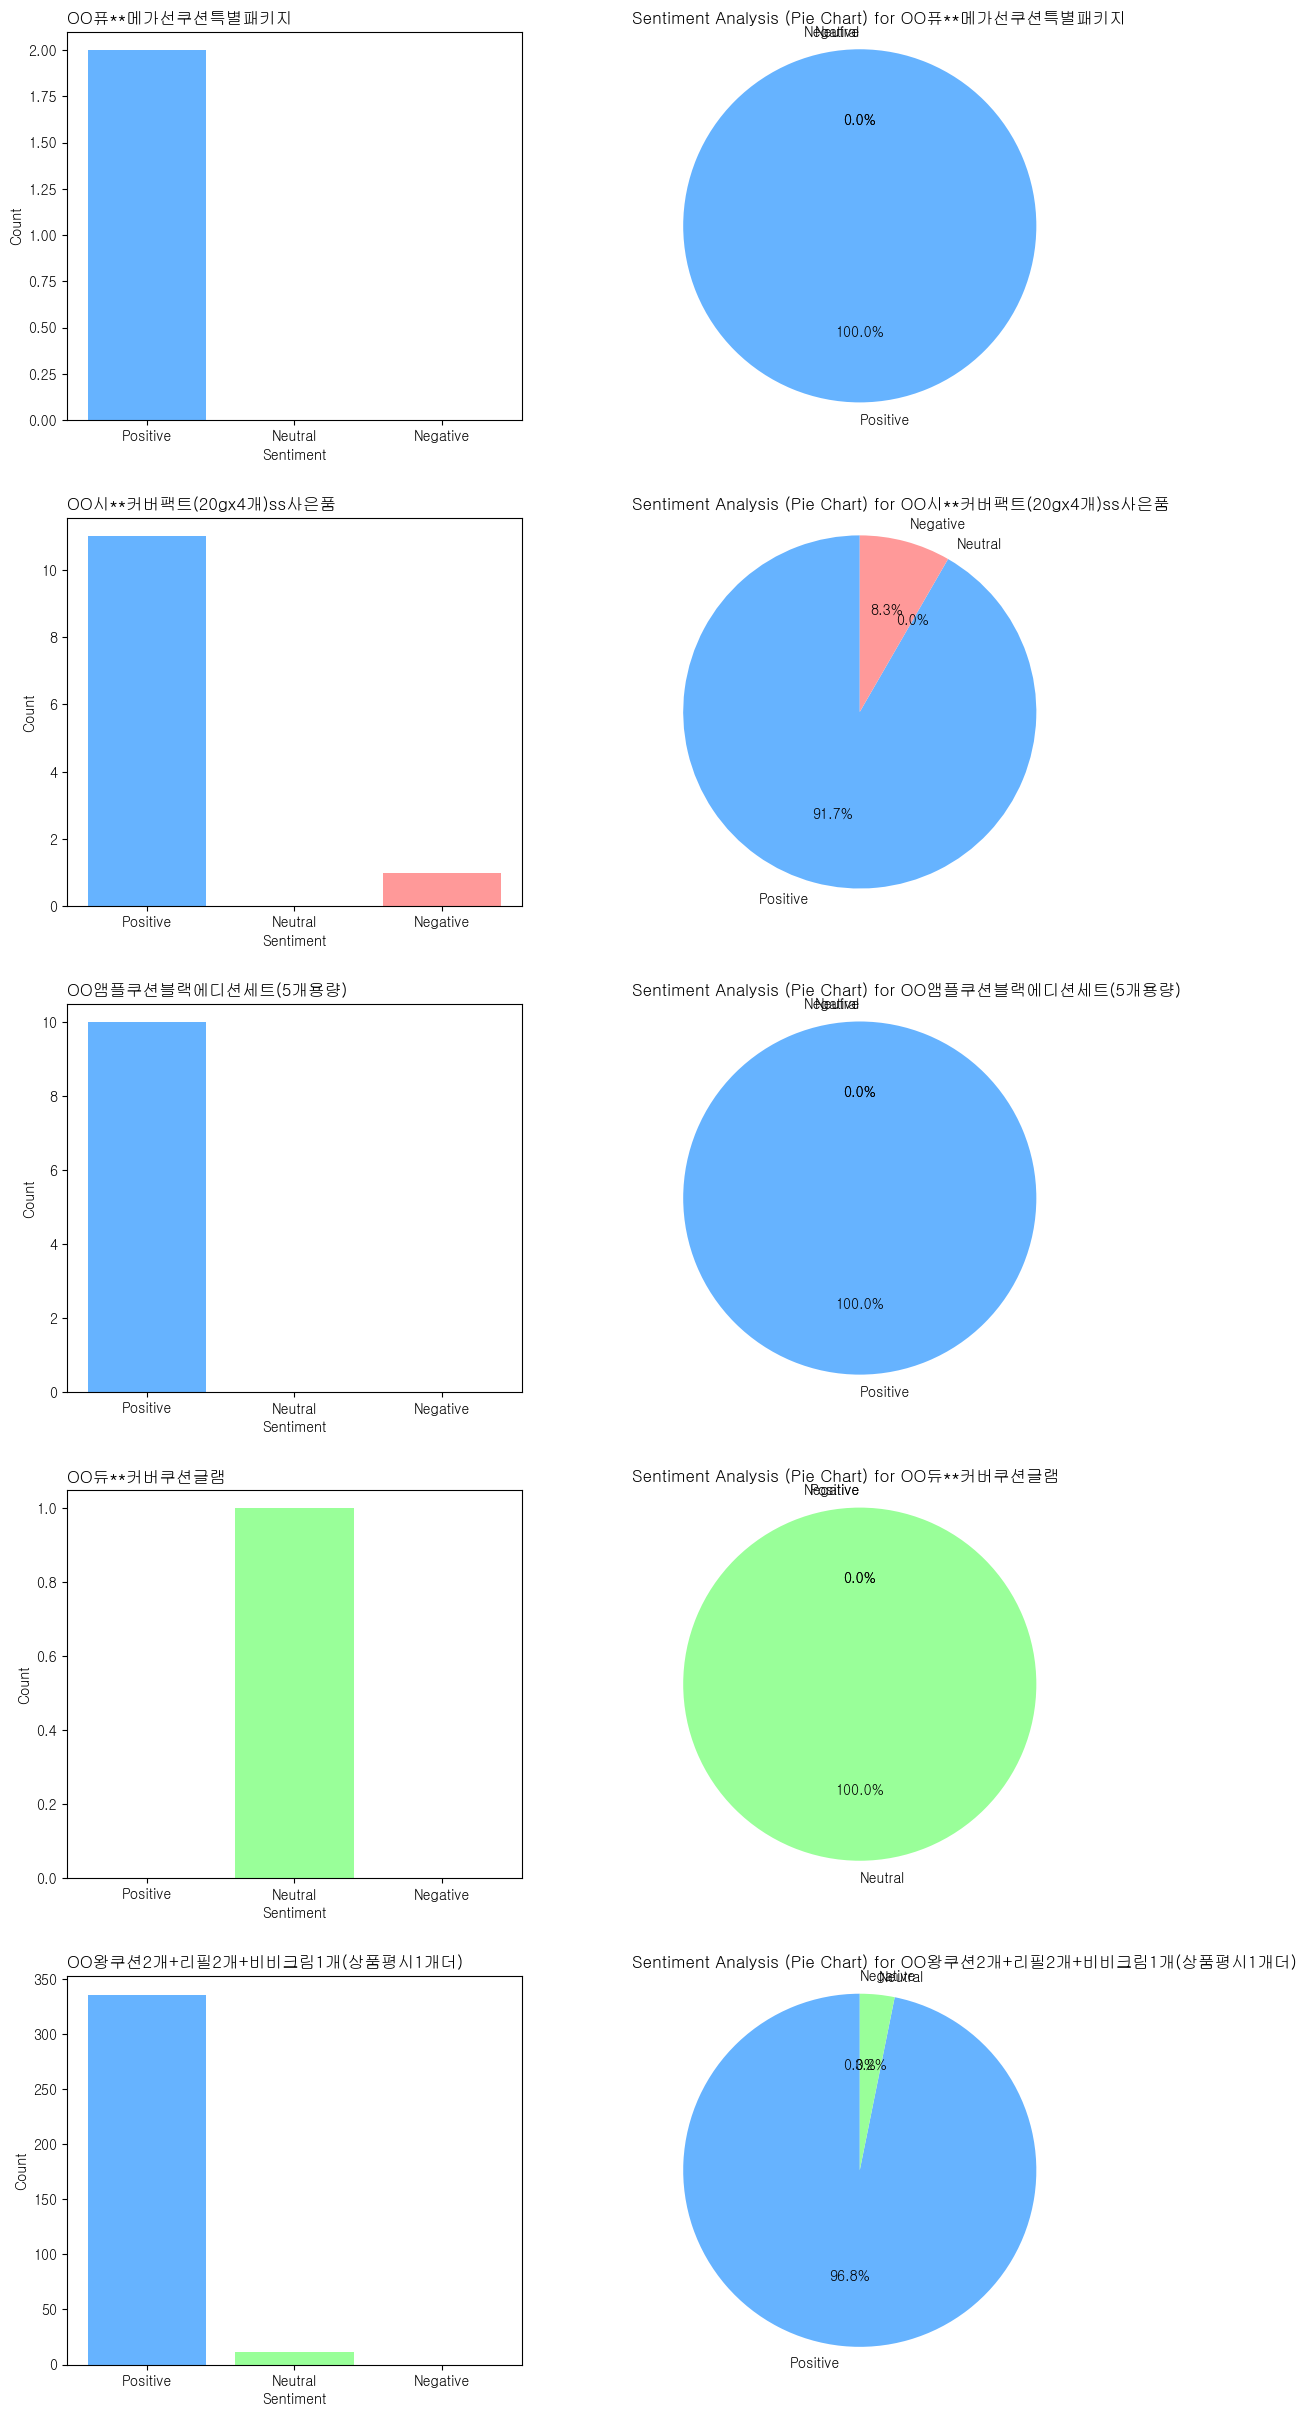 OO퓨**메가선쿠션특별패키지
2.00
1.75
1.50
1.25
1.00
0.75
0.50
0.25
0.00
Count
Positive Neutral Negative
Sentiment
Sentiment Analysis (Pie Chart) for OO퓨**메가선쿠션특별패키지
Negative
Neutral
0.0%
0.0%
100.0%
Positive
OO시**커버팩트(20gx4개)ss사은품
10
8
6
4
2
0
Count
Positive Neutral Negative
Sentiment
Sentiment Analysis (Pie Chart) for OO시**커버팩트(20gx4개)ss사은품
Negative
Neutral
8.3%
0.0%
91.7%
Positive
OO앰플쿠션블랙에디션세트(5개용량)
10
8
6
4
2
0
Count
Positive Neutral Negative
Sentiment
Sentiment Analysis (Pie Chart) for OO앰플쿠션블랙에디션세트(5개용량)
Negative
Neutral
0.0%
0.0%
100.0%
Positive
OO듀**커버쿠션글램
1.0
0.8
0.6
0.4
0.2
0.0
Count
Positive Neutral Negative
Sentiment
Sentiment Analysis (Pie Chart) for OO듀**커버쿠션글램
Negative
Positive
0.0%
0.0%
100.0%
Neutral
OO왕쿠션2개+리필2개+비비크림1개(상품평시1개더)
350
300
250
200
150
100
50
0
Count
Positive Neutral Negative
Sentiment
Sentiment Analysis (Pie Chart) for OO왕쿠션2개+리필2개+비비크림1개(상품평시1개더)
Negative
Neutral
96.8%
Positive